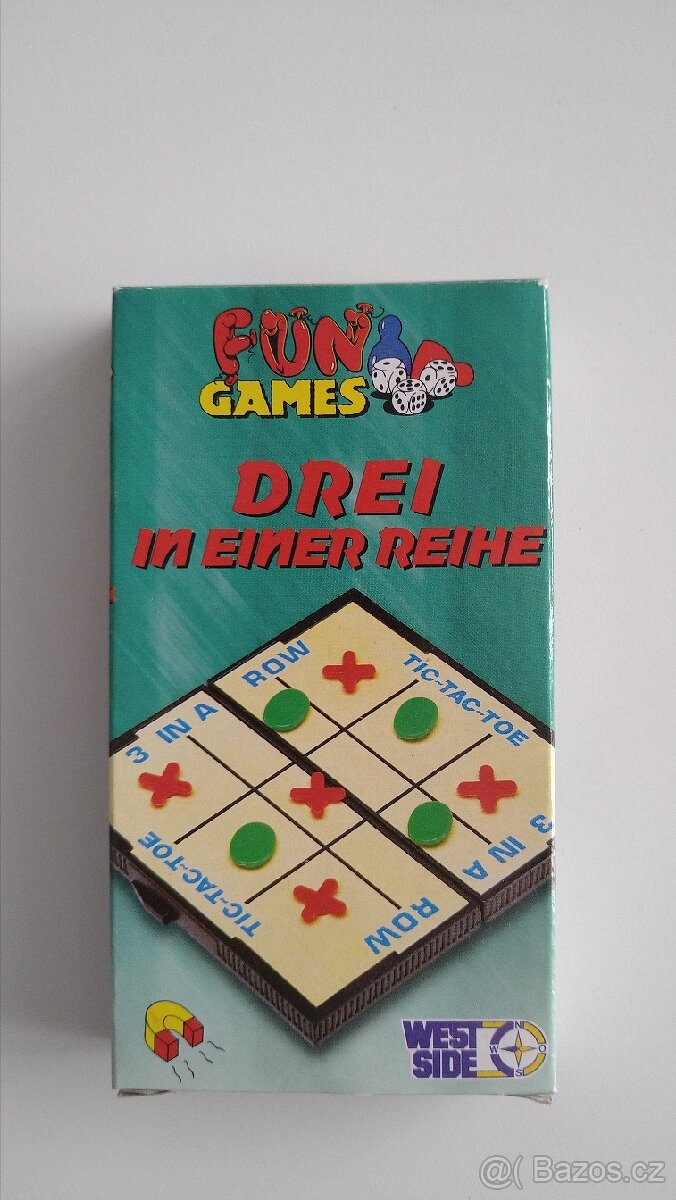 FUN
GAMES
DREI
IN EINER REIHE
3 IN A ROW
TIC-TAC-TOE
TIC-TAC-TOE
3 IN A ROW
WEST
SIDE
N
W O
S
@( Bazos.cz